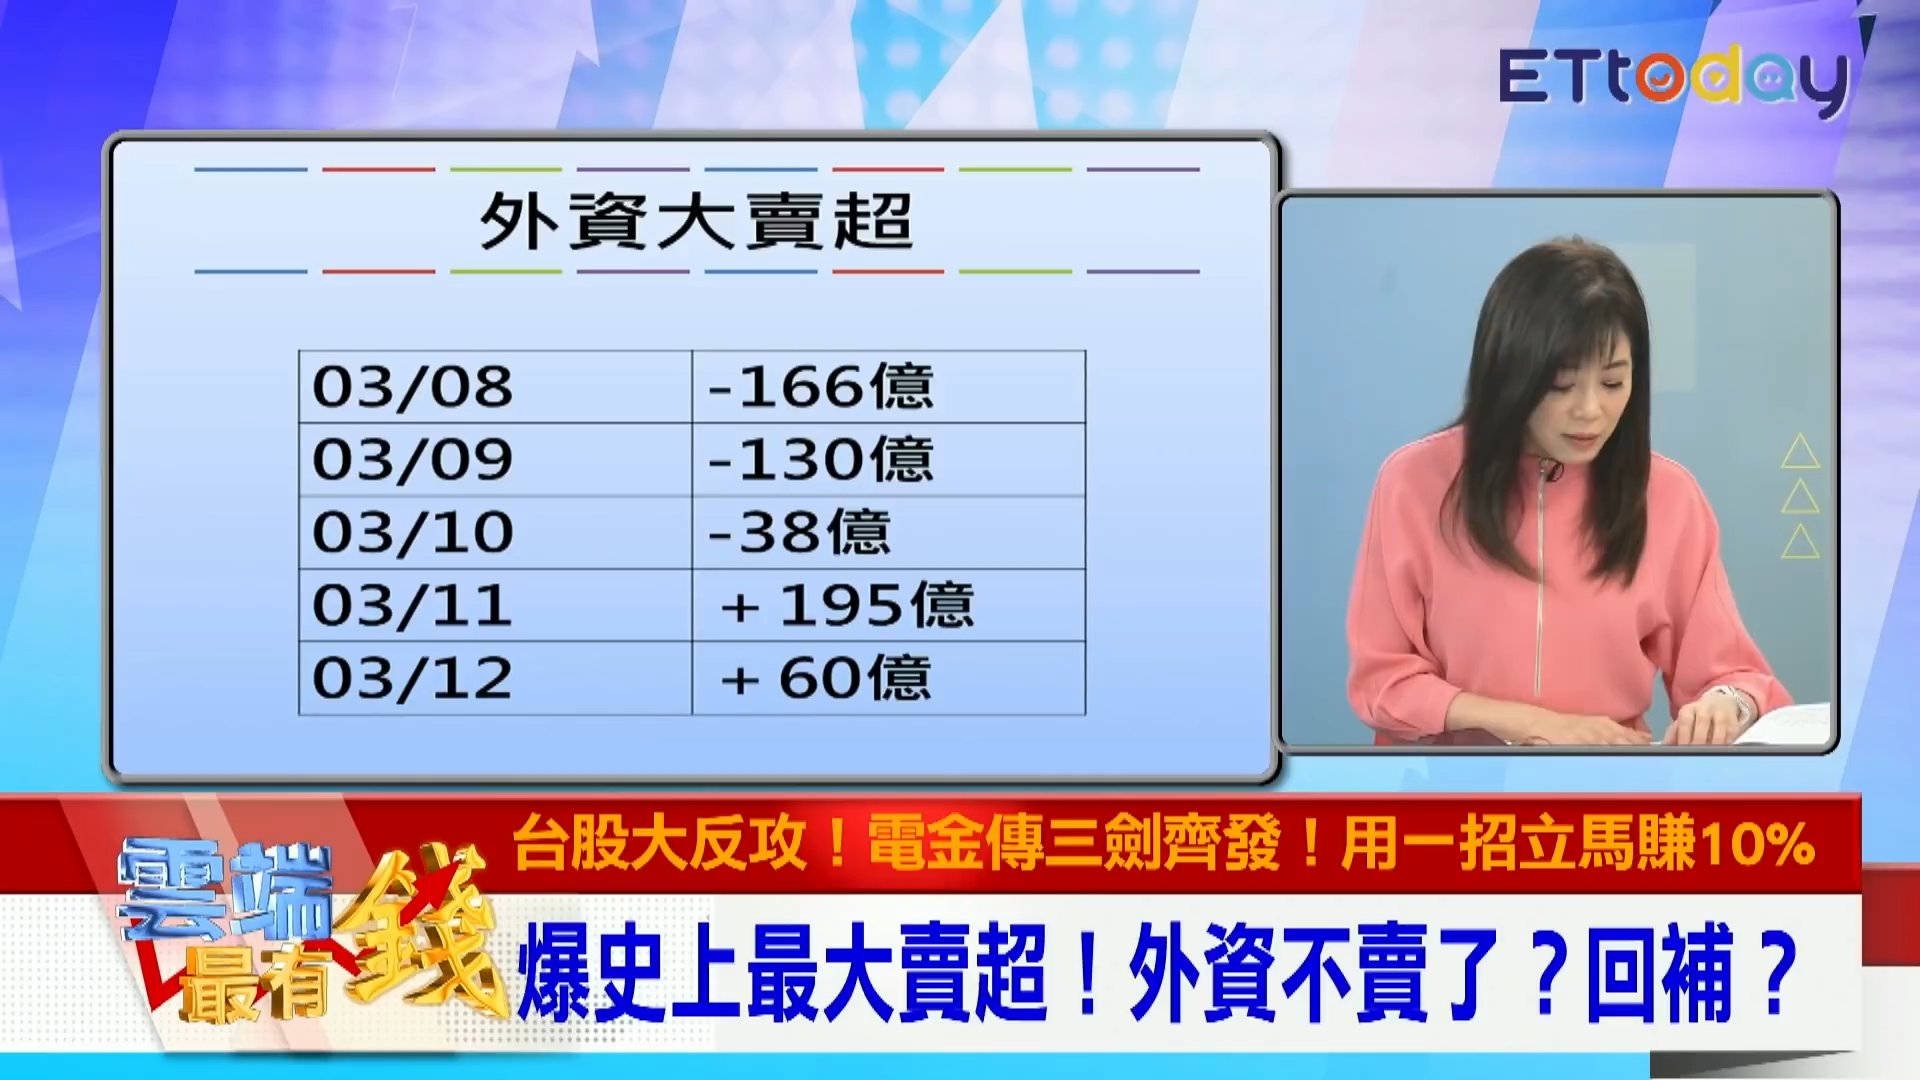 ETtoday
外資大賣超
03/08 -166億
03/09 -130億
03/10 -38億
03/11 +195億
03/12 +60億
台股大反攻！電金傳三劍齊發！用一招立馬賺10%
雲端最有錢
爆史上最大賣超！外資不賣了？回補？